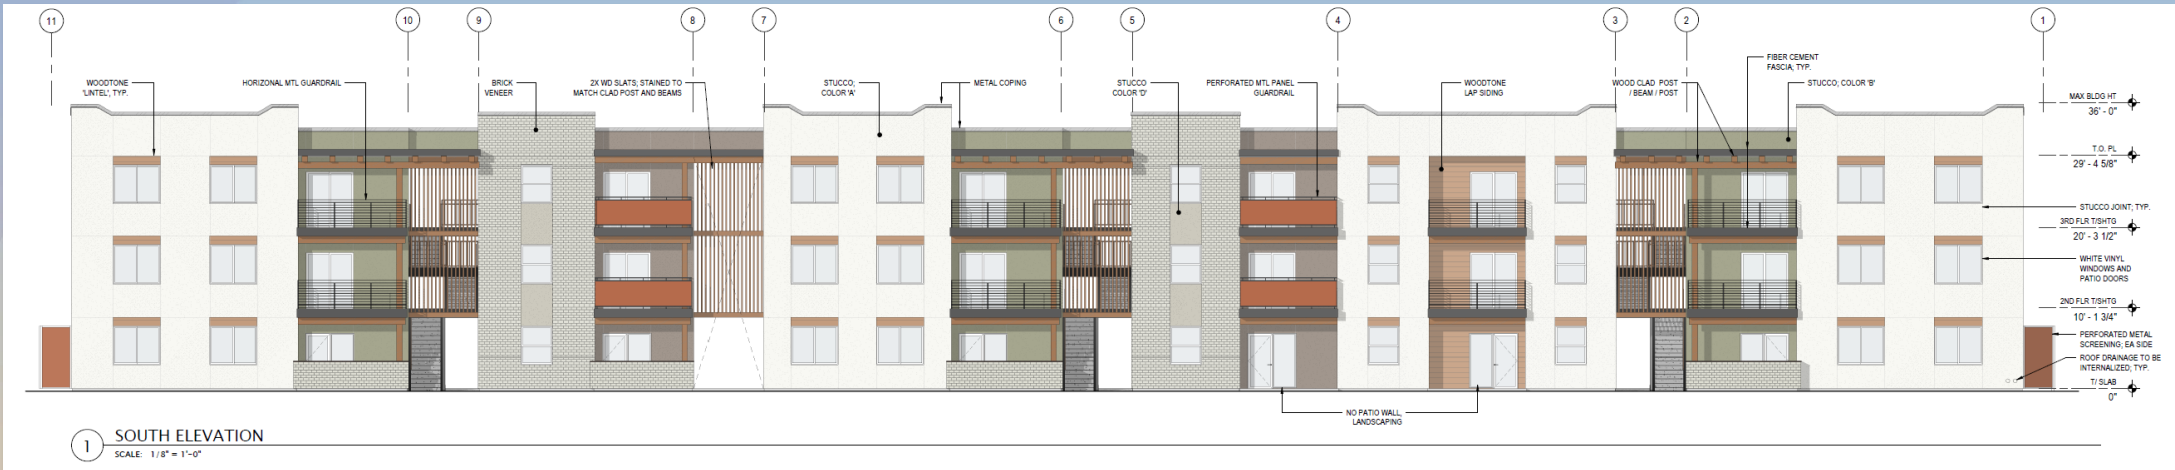 11
10
9
8
7
6
5
4
3
2
1
WOODTONE
'LINTEL', TYP.
HORIZONAL MTL GUARDRAIL
BRICK
VENEER
2X WD SLATS; STAINED TO
MATCH CLAD POST AND BEAMS
STUCCO;
COLOR 'A'
METAL COPING
STUCCO
COLOR 'D'
PERFORATED MTL PANEL
GUARDRAIL
WOODTONE
LAP SIDING
WOOD CLAD POST
/ BEAM / POST
FIBER CEMENT
FASCIA; TYP.
STUCCO; COLOR 'B'
MAX BLDG HT
36' - 0"
T.O. PL
29' - 4 5/8"
STUCCO JOINT; TYP.
3RD FLR T/SHTG
20' - 3 1/2"
WHITE VINYL
WINDOWS AND
PATIO DOORS
2ND FLR T/SHTG
10' - 1 3/4"
PERFORATED METAL
SCREENING; EA SIDE
ROOF DRAINAGE TO BE
INTERNALIZED; TYP.
T/ SLAB
0"
NO PATIO WALL,
LANDSCAPING
1
SOUTH ELEVATION
SCALE: 1/8" = 1'-0"